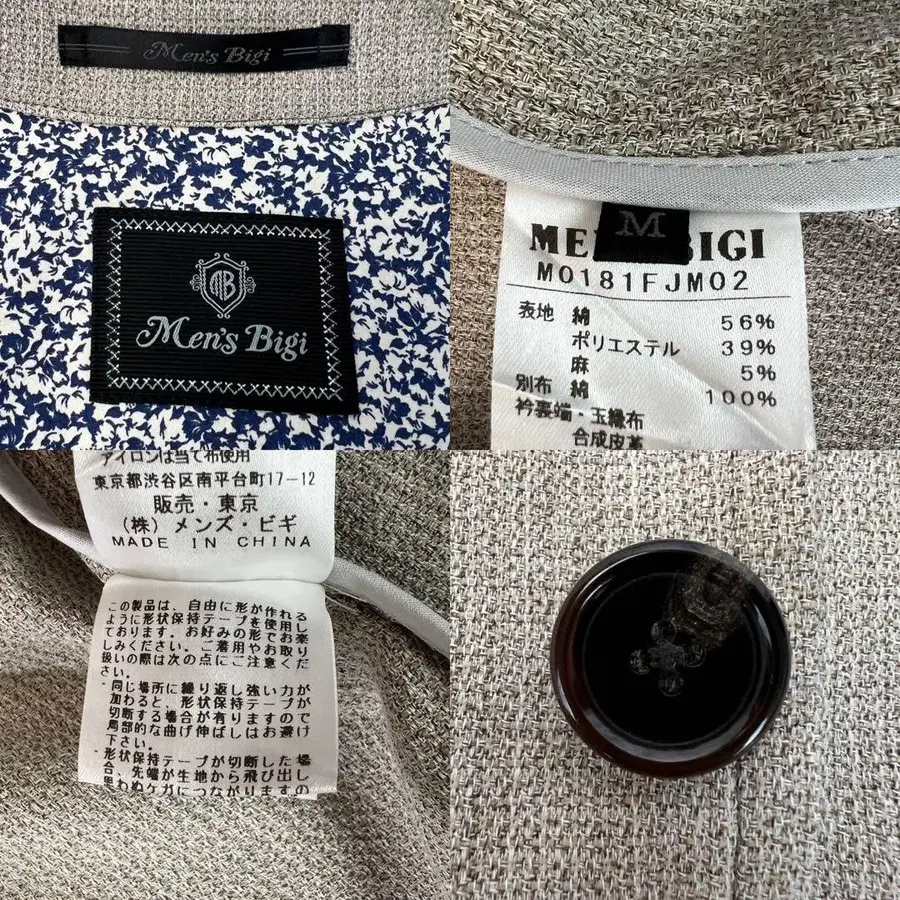 Men's Bigi
MB
Men's Bigi
M
MEN BIGI
M0181FJM02
表地 綿 56%
ポリエステル 39%
麻 5%
別布 綿 100%
衿裏端・玉縁布
合成皮革
アイロンは当て布使用
東京都渋谷区南平台町17-12
販売・東京
(株) メンズ・ビギ
MADE IN CHINA
この製品は、自由に形が作れる
ように形状保持テープを使用し
ております。お好みの形でお楽
しみください。ご着用やお取り
扱いの際は次の点にご注意くだ
さい。
・同じ場所に繰り返し強い力が
加わると、形状保持テープが
切断する場合が有りますので
局部的な曲げ伸ばしはお避け
下さい。
・形状保持テープが切断した場
合、先端が生地から飛び出し
思わぬケガにつながりますの